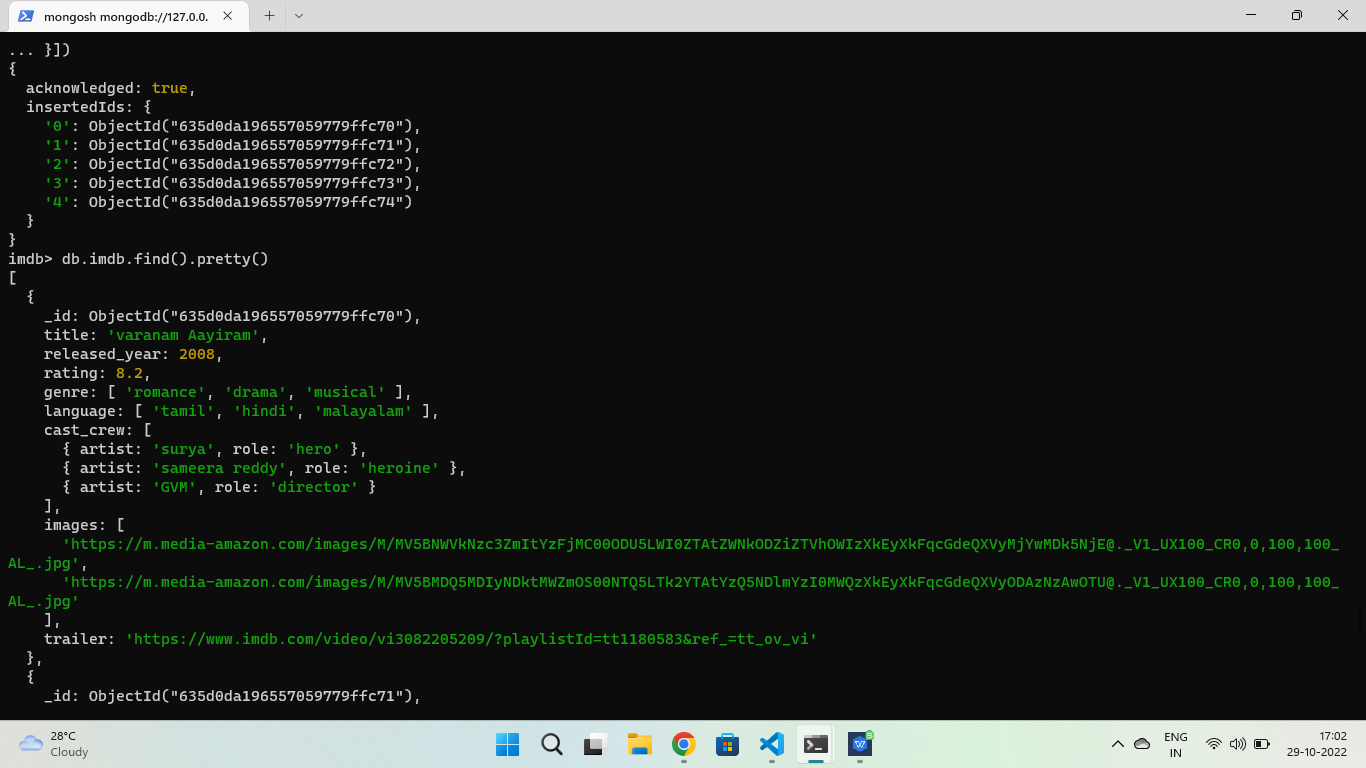 mongosh mongodb://127.0.0.
... }])
{
  acknowledged: true,
  insertedIds: {
    '0': ObjectId("635d0da196557059779ffc70"),
    '1': ObjectId("635d0da196557059779ffc71"),
    '2': ObjectId("635d0da196557059779ffc72"),
    '3': ObjectId("635d0da196557059779ffc73"),
    '4': ObjectId("635d0da196557059779ffc74")
  }
}
imdb> db.imdb.find().pretty()
[
  {
    _id: ObjectId("635d0da196557059779ffc70"),
    title: 'varanam Aayiram',
    released_year: 2008,
    rating: 8.2,
    genre: [ 'romance', 'drama', 'musical' ],
    language: [ 'tamil', 'hindi', 'malayalam' ],
    cast_crew: [
      { artist: 'surya', role: 'hero' },
      { artist: 'sameera reddy', role: 'heroine' },
      { artist: 'GVM', role: 'director' }
    ],
    images: [
      'https://m.media-amazon.com/images/M/MV5BNWVkNzc3ZmItYzFjMC00ODU5LWI0ZTAtZWNkODZiZTVhOWIzXkEyXkFqcGdeQXVyMjYwMDk5NjE@._V1_UX100_CR0,0,100,100_
AL_.jpg',
      'https://m.media-amazon.com/images/M/MV5BMDQ5MDIyNDktMWZmOS00NTQ5LTk2YTAtYzQ5NDlmYzI0MWQzXkEyXkFqcGdeQXVyODAzNzAwOTU@._V1_UX100_CR0,0,100,100_
AL_.jpg'
    ],
    trailer: 'https://www.imdb.com/video/vi3082205209/?playlistId=tt1180583&ref_=tt_ov_vi'
  },
  {
    _id: ObjectId("635d0da196557059779ffc71"),
28°C
Cloudy
ENG
IN
17:02
29-10-2022